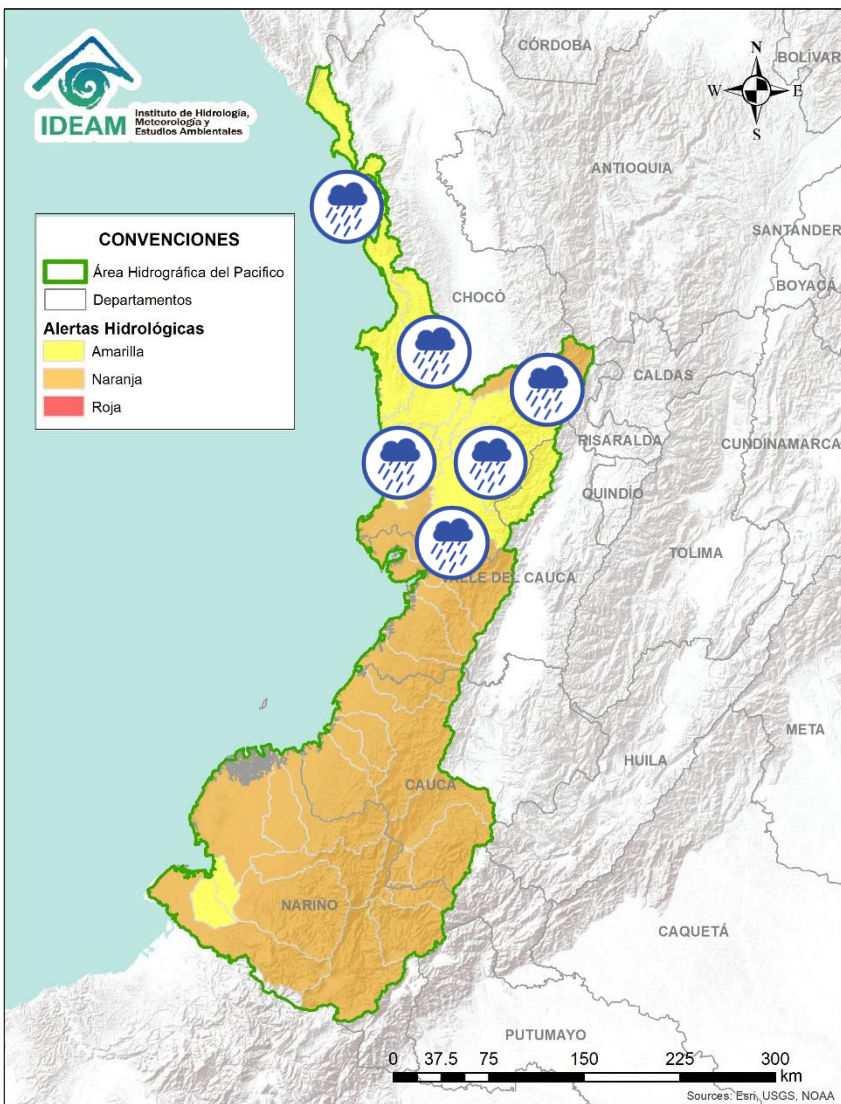 IDEAM
Instituto de Hidrología,
Meteorología y
Estudios Ambientales
N
W E
S
CONVENCIONES
Área Hidrográfica del Pacifico
Departamentos
Alertas Hidrológicas
Amarilla
Naranja
Roja
CÓRDOBA
BOLÍVAR
ANTIOQUIA
SANTANDER
BOYACÁ
CHOCÓ
CALDAS
RISARALDA
CUNDINAMARCA
QUINDÍO
TOLIMA
VALLE DEL CAUCA
META
HUILA
CAUCA
NARIÑO
CAQUETÁ
PUTUMAYO
0 37.5 75 150 225 300
km
Sources: Esri, USGS, NOAA